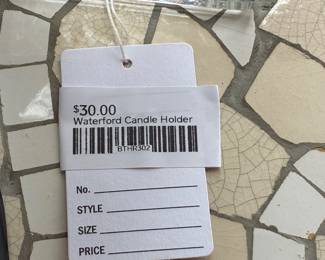 $30.00
Waterford Candle Holder
BTHR302
No.
STYLE
SIZE
PRICE